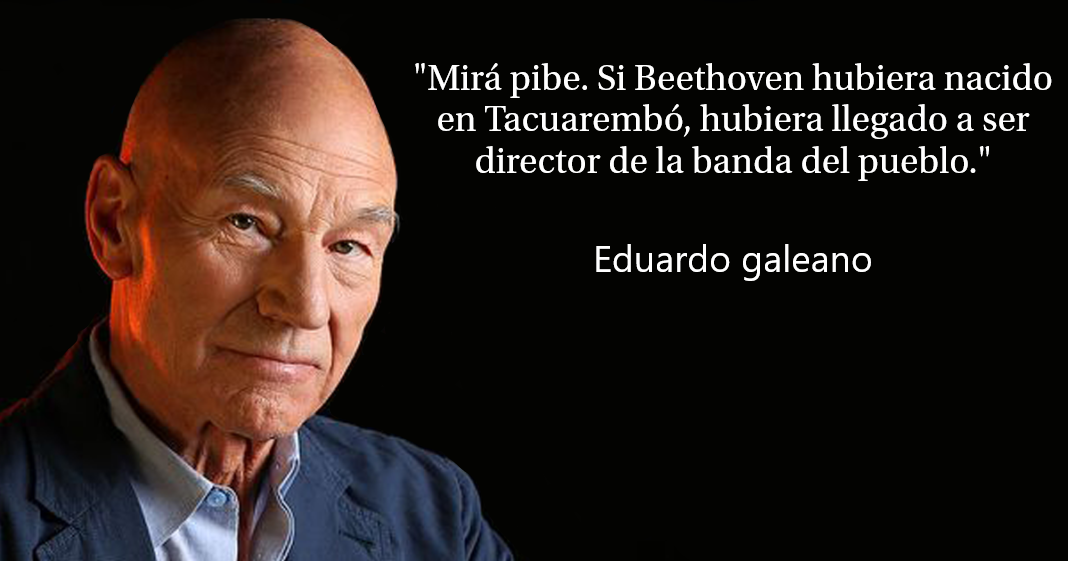 "Mirá pibe. Si Beethoven hubiera nacido
en Tacuarembó, hubiera llegado a ser
director de la banda del pueblo."
Eduardo galeano